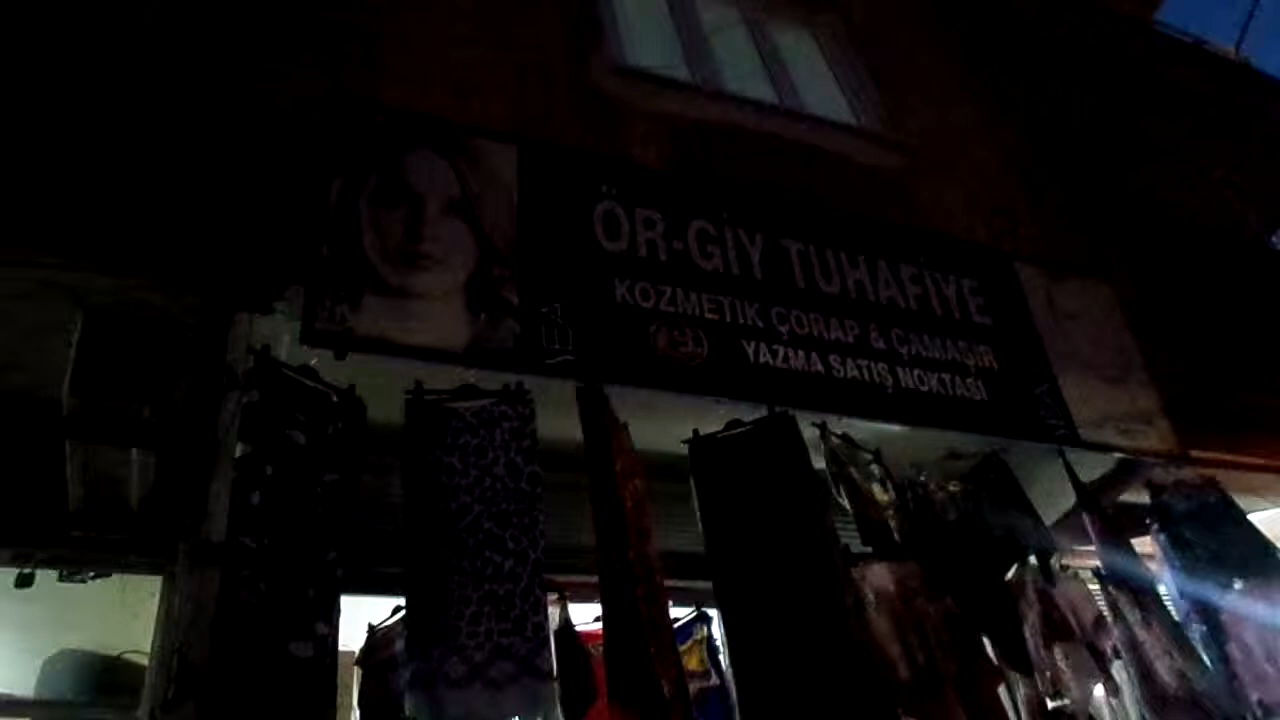 ÖR-GİY TUHAFİYE
KOZMETİK ÇORAP & ÇAMAŞIR
YAZMA SATIŞ NOKTASI